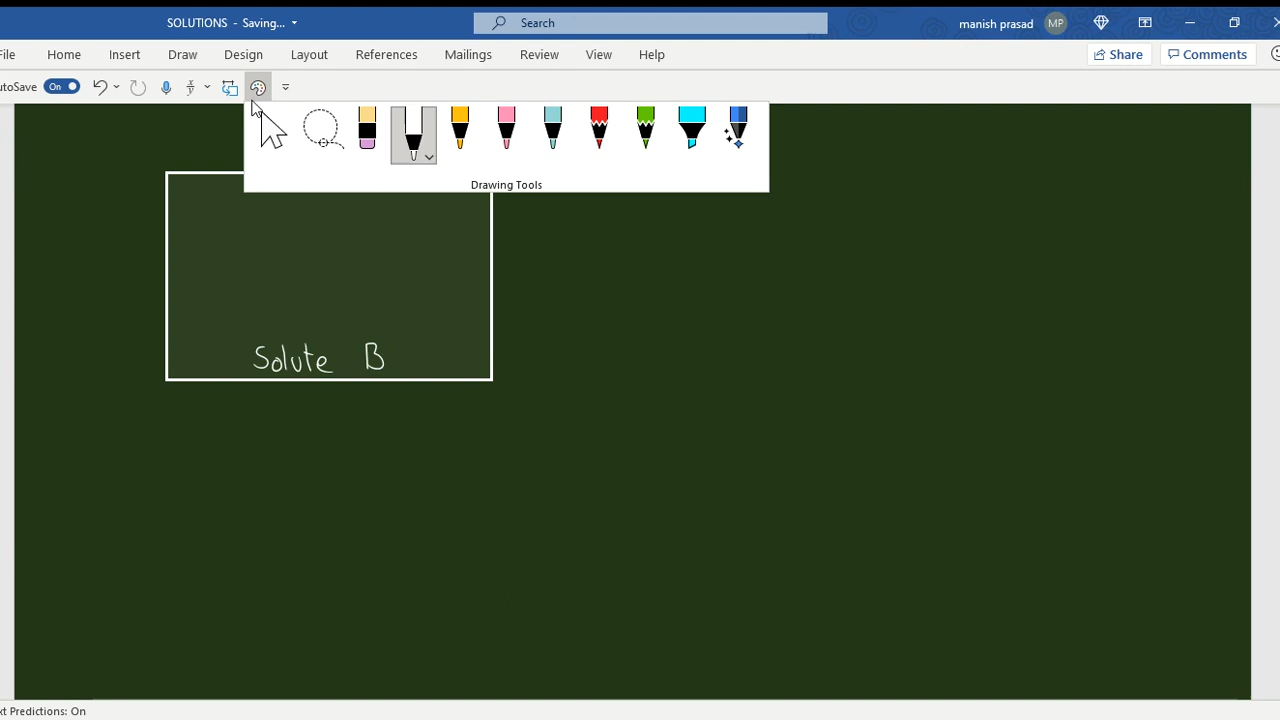 SOLUTIONS - Saving...
Search
manish prasad
MP
File Home Insert Draw Design Layout References Mailings Review View Help
Share
Comments
AutoSave On
Drawing Tools
Solute B
xt Predictions: On